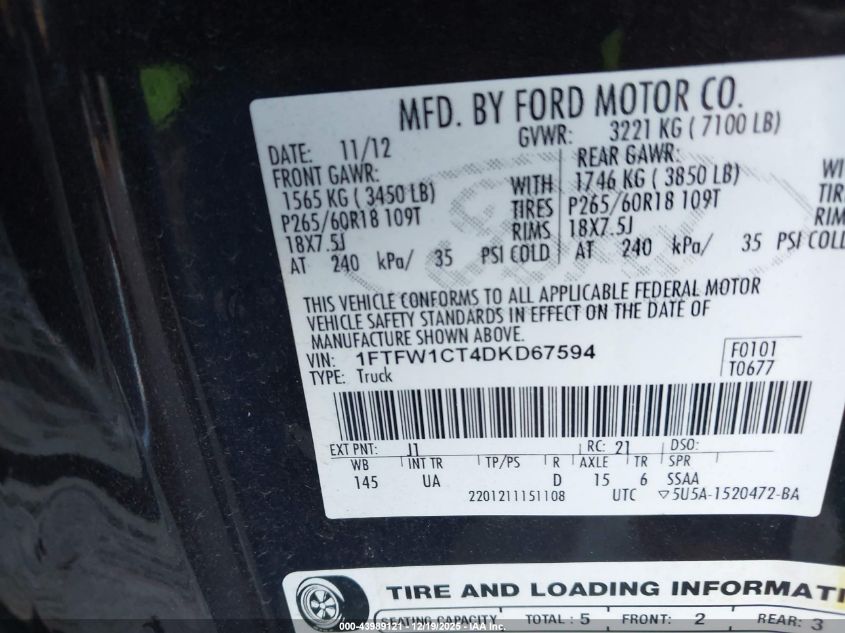 MFD. BY FORD MOTOR CO.
DATE: 11/12 GVWR: 3221 KG ( 7100 LB)
FRONT GAWR: REAR GAWR:
1565 KG ( 3450 LB) WITH 1746 KG ( 3850 LB) WI
P265/60R18 109T TIRES P265/60R18 109T TIRE
18X7.5J RIMS 18X7.5J RIM
AT 240 kPa/ 35 PSI COLD AT 240 kPa/ 35 PSI COL
THIS VEHICLE CONFORMS TO ALL APPLICABLE FEDERAL MOTOR
VEHICLE SAFETY STANDARDS IN EFFECT ON THE DATE OF
MANUFACTURE SHOWN ABOVE.
VIN: 1FTFW1CT4DKD67594 F0101
TYPE: Truck T0677
EXT PNT: J1 RC: 21 DSO:
WB INT TR TP/PS R AXLE TR SPR
145 UA D 15 6 SSAA
2201211151108 UTC ▽5U5A-1520472-BA
TIRE AND LOADING INFORMATI
SEATING CAPACITY TOTAL : 5 FRONT: 2 REAR: 3
000-43989121 - 12/19/2025 - IAA Inc.